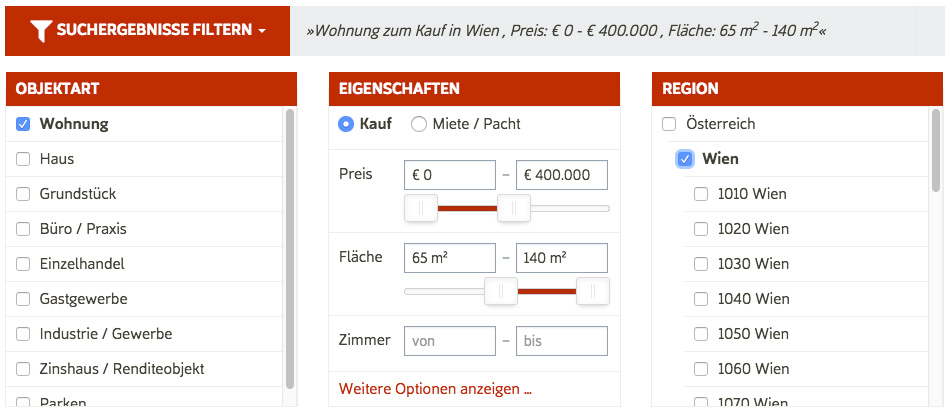 SUCHERGEBNISSE FILTERN
»Wohnung zum Kauf in Wien , Preis: € 0 - € 400.000 , Fläche: 65 m² - 140 m²«
OBJEKTART
Wohnung
Haus
Grundstück
Büro / Praxis
Einzelhandel
Gastgewerbe
Industrie / Gewerbe
Zinshaus / Renditeobjekt
Parken
EIGENSCHAFTEN
Kauf Miete / Pacht
Preis € 0 – € 400.000
Fläche 65 m² – 140 m²
Zimmer von – bis
Weitere Optionen anzeigen ...
REGION
Österreich
Wien
1010 Wien
1020 Wien
1030 Wien
1040 Wien
1050 Wien
1060 Wien
1070 Wien